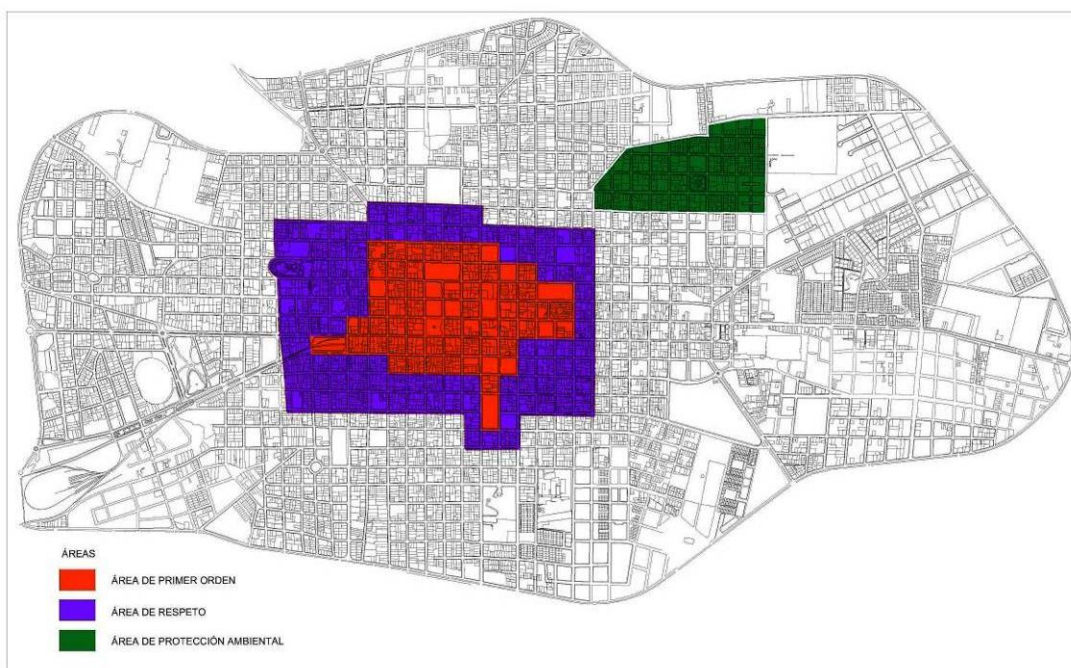 ÁREAS
ÁREA DE PRIMER ORDEN
ÁREA DE RESPETO
ÁREA DE PROTECCIÓN AMBIENTAL